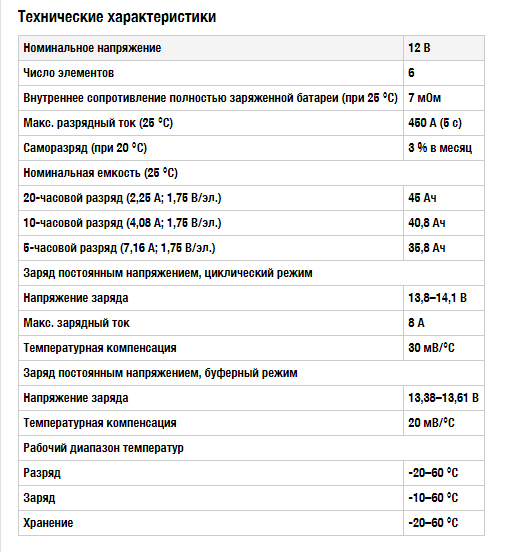 Технические характеристики
Номинальное напряжение 12 В
Число элементов 6
Внутреннее сопротивление полностью заряженной батареи (при 25 °С) 7 мОм
Макс. разрядный ток (25 °С) 450 А (5 с)
Саморазряд (при 20 °С) 3 % в месяц
Номинальная емкость (25 °С)
20-часовой разряд (2,25 А; 1,75 В/эл.) 45 Ач
10-часовой разряд (4,08 А; 1,75 В/эл.) 40,8 Ач
5-часовой разряд (7,16 А; 1,75 В/эл.) 35,8 Ач
Заряд постоянным напряжением, циклический режим
Напряжение заряда 13,8–14,1 В
Макс. зарядный ток 8 А
Температурная компенсация 30 мВ/°С
Заряд постоянным напряжением, буферный режим
Напряжение заряда 13,38–13,61 В
Температурная компенсация 20 мВ/°С
Рабочий диапазон температур
Разряд -20–60 °С
Заряд -10–60 °С
Хранение -20–60 °С